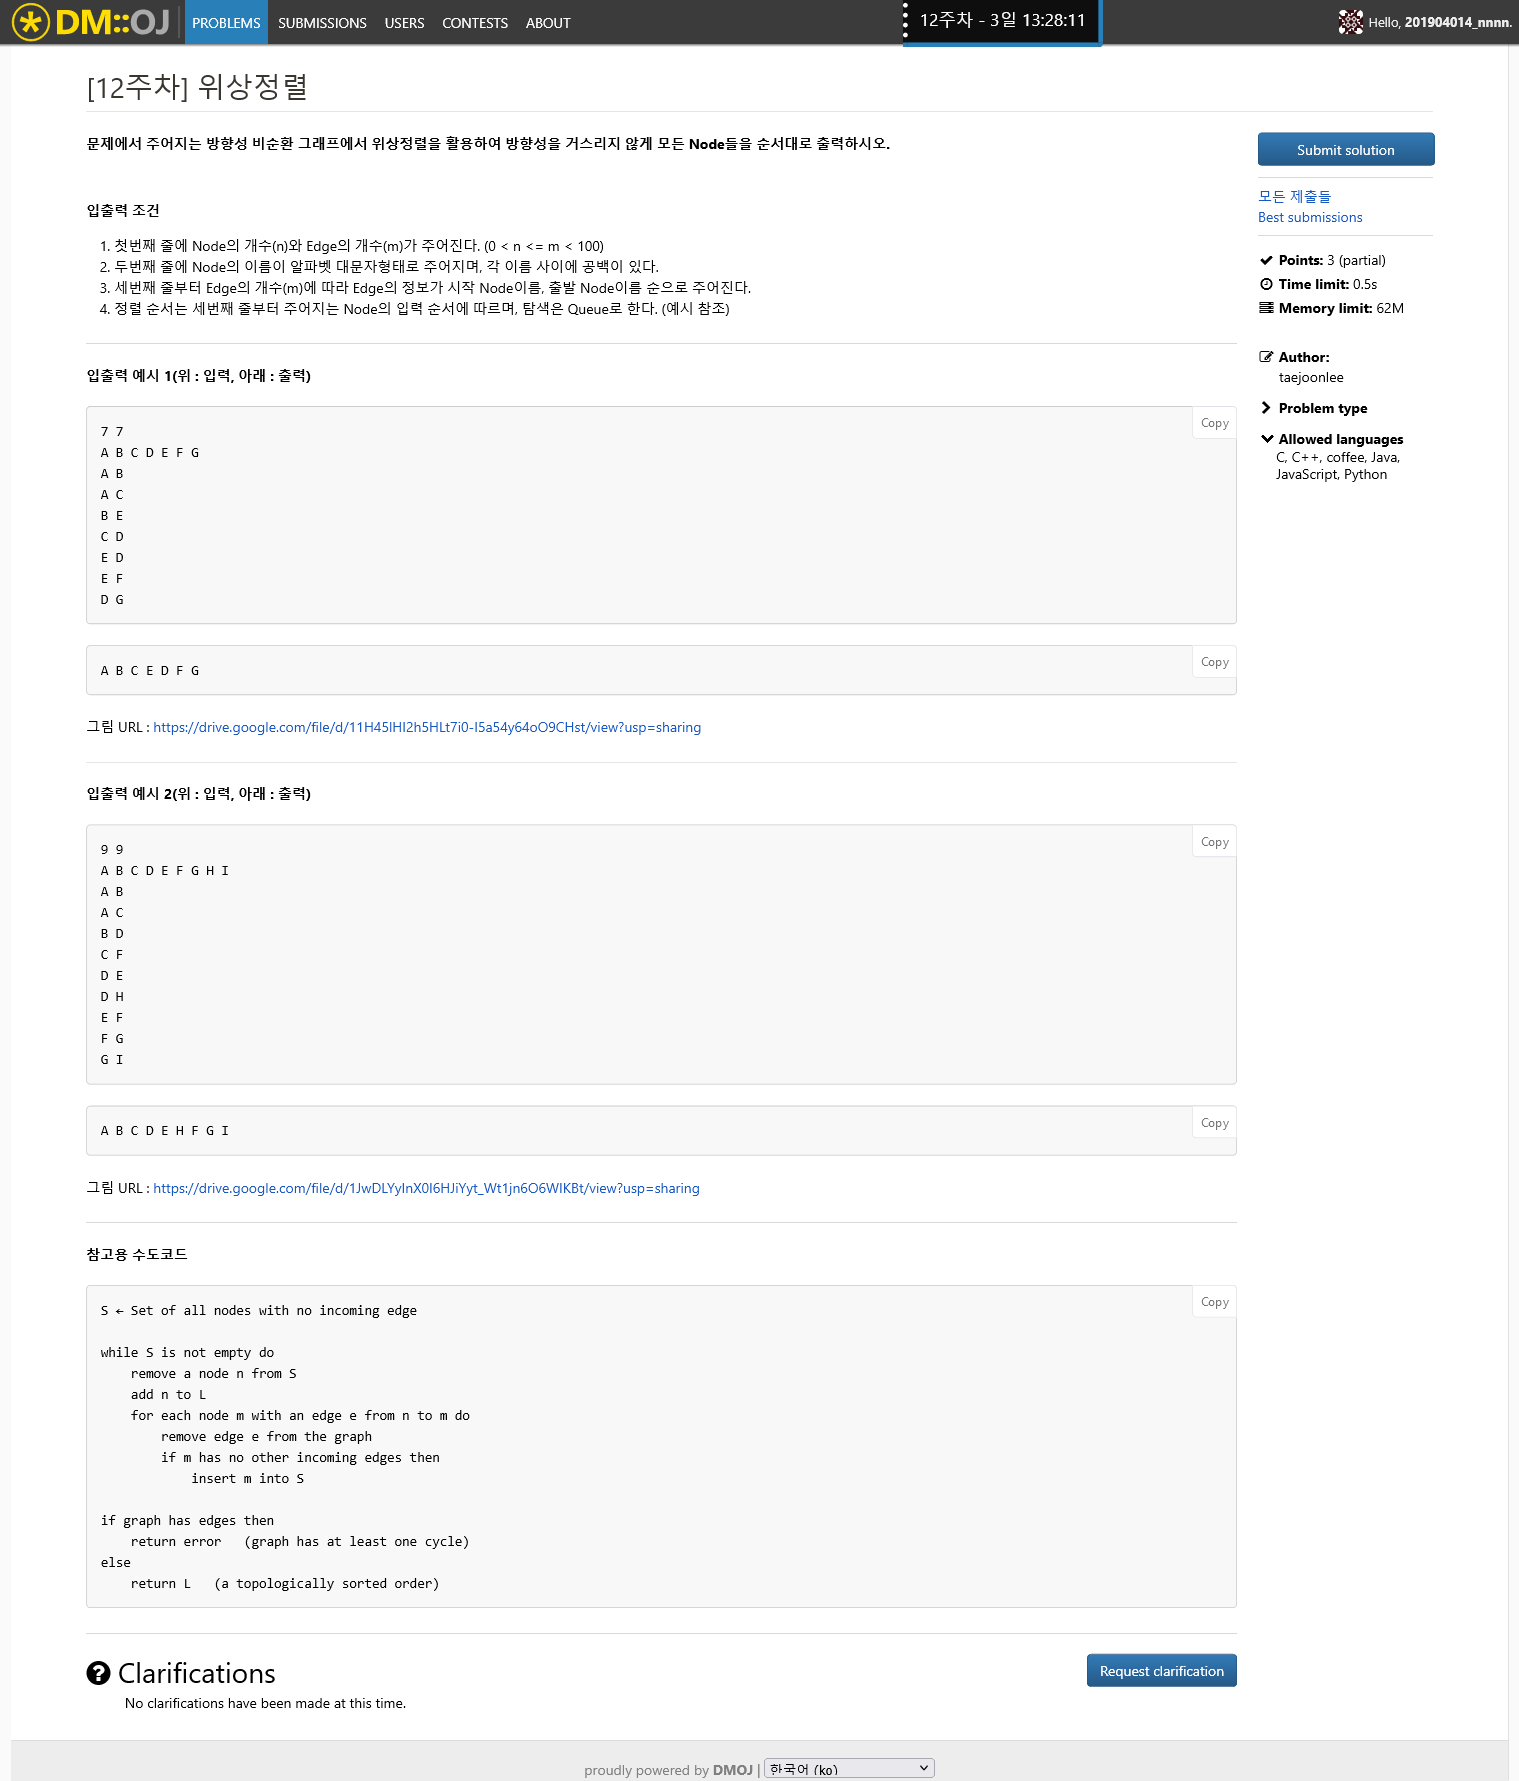 DM::OJ
PROBLEMS SUBMISSIONS USERS CONTESTS ABOUT
12주차 - 3일 13:28:11
Hello, 201904014_nnnn.
[12주차] 위상정렬
문제에서 주어지는 방향성 비순환 그래프에서 위상정렬을 활용하여 방향성을 거스리지 않게 모든 Node들을 순서대로 출력하시오.
입출력 조건
1. 첫번째 줄에 Node의 개수(n)와 Edge의 개수(m)가 주어진다. (0 < n <= m < 100)
2. 두번째 줄에 Node의 이름이 알파벳 대문자형태로 주어지며, 각 이름 사이에 공백이 있다.
3. 세번째 줄부터 Edge의 개수(m)에 따라 Edge의 정보가 시작 Node이름, 출발 Node이름 순으로 주어진다.
4. 정렬 순서는 세번째 줄부터 주어지는 Node의 입력 순서에 따르며, 탐색은 Queue로 한다. (예시 참조)
입출력 예시 1(위 : 입력, 아래 : 출력)
Copy
7 7
A B C D E F G
A B
A C
B E
C D
E D
E F
D G
Copy
A B C E D F G
그림 URL : https://drive.google.com/file/d/11H45lHI2h5HLt7i0-I5a54y64oO9CHst/view?usp=sharing
입출력 예시 2(위 : 입력, 아래 : 출력)
Copy
9 9
A B C D E F G H I
A B
A C
B D
C F
D E
D H
E F
F G
G I
Copy
A B C D E H F G I
그림 URL : https://drive.google.com/file/d/1JwDLYyInX0I6HJiYyt_Wt1jn6O6WIKBt/view?usp=sharing
참고용 수도코드
Copy
S ← Set of all nodes with no incoming edge
while S is not empty do
    remove a node n from S
    add n to L
    for each node m with an edge e from n to m do
        remove edge e from the graph
        if m has no other incoming edges then
            insert m into S
if graph has edges then
    return error   (graph has at least one cycle)
else
    return L   (a topologically sorted order)
Submit solution
모든 제출들
Best submissions
Points: 3 (partial)
Time limit: 0.5s
Memory limit: 62M
Author:
taejoonlee
Problem type
Allowed languages
C, C++, coffee, Java,
JavaScript, Python
Clarifications
Request clarification
No clarifications have been made at this time.
proudly powered by DMOJ | 한국어 (ko)